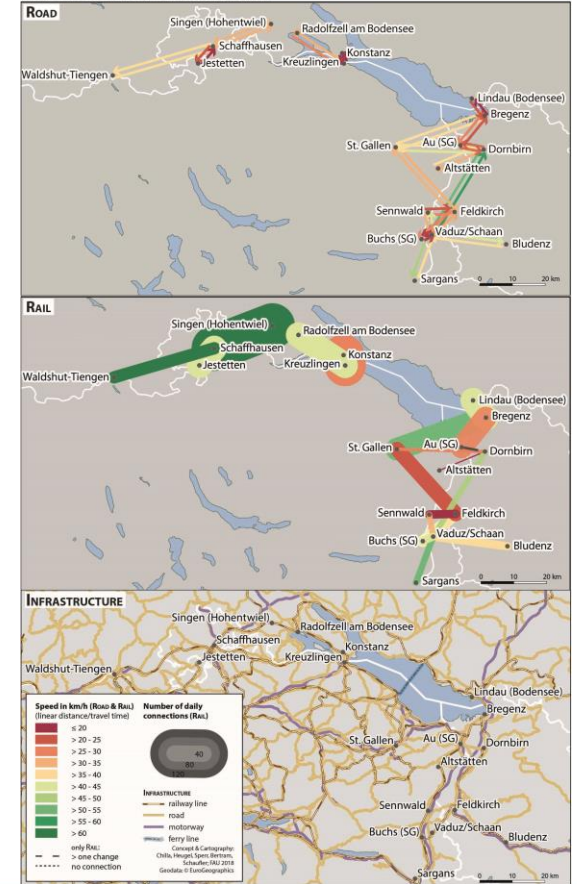 ROAD
Singen (Hohentwiel)
Radolfzell am Bodensee
Schaffhausen
Konstanz
Waldshut-Tiengen
Jestetten
Kreuzlingen
Lindau (Bodensee)
Bregenz
St. Gallen
Au (SG)
Dornbirn
Altstätten
Sennwald
Feldkirch
Vaduz/Schaan
Buchs (SG)
Bludenz
Sargans
0 10 20 km
RAIL
Singen (Hohentwiel)
Radolfzell am Bodensee
Schaffhausen
Konstanz
Jestetten
Kreuzlingen
Waldshut-Tiengen
Lindau (Bodensee)
Bregenz
St. Gallen
Au (SG)
Dornbirn
Altstätten
Sennwald
Feldkirch
Vaduz/Schaan
Buchs (SG)
Bludenz
Sargans
0 10 20 km
INFRASTRUCTURE
Singen (Hohentwiel)
Radolfzell am Bodensee
Schaffhausen
Konstanz
Waldshut-Tiengen
Jestetten
Kreuzlingen
Lindau (Bodensee)
Bregenz
St. Gallen
Au (SG)
Dornbirn
Altstätten
Sennwald
Feldkirch
Vaduz/Schaan
Buchs (SG)
Bludenz
Sargans
0 10 20 km
Speed in km/h (ROAD & RAIL)
(linear distance/travel time)
≤ 20
> 20 - 25
> 25 - 30
> 30 - 35
> 35 - 40
> 40 - 45
> 45 - 50
> 50 - 55
> 55 - 60
> 60
only RAIL:
> one change
no connection
Number of daily
connections (RAIL)
40
80
120
INFRASTRUCTURE
railway line
road
motorway
ferry line
Concept & Cartography:
Chilla, Heugel, Sperr, Bertram,
Schaufler; FAU 2018
Geodata: © EuroGeographics